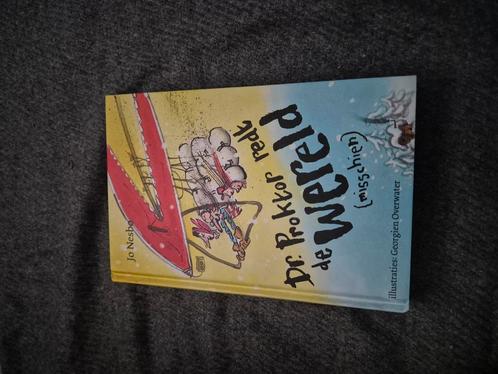 Jo Nesbø
Dr. Proktor redt
de wereld
(misschien)
illustraties: Georgien Overwater